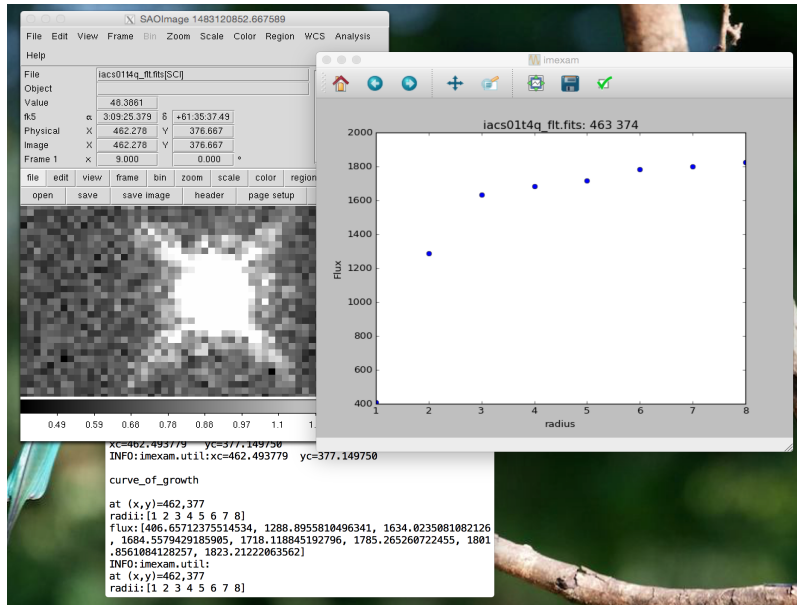 SAOImage 1483120852.667589
File Edit View Frame Bin Zoom Scale Color Region WCS Analysis
Help
File iacs01t4q_flt.fits[SCI]
Object
Value 48.3861
fk5 α 3:09:25.379 δ +61:35:37.49
Physical X 462.278 Y 376.667
Image X 462.278 Y 376.667
Frame 1 × 9.000 0.000 °
file edit view frame bin zoom scale color region
open save save image header page setup
0.49 0.59 0.68 0.78 0.88 0.97 1.1 1.
imexam
iacs01t4q_flt.fits: 463 374
2000
1800
1600
1400
1200
1000
800
600
400
Flux
1 2 3 4 5 6 7 8
radius
xc=462.493779 yc=377.149750
INFO:imexam.util:xc=462.493779 yc=377.149750
curve_of_growth
at (x,y)=462,377
radii:[1 2 3 4 5 6 7 8]
flux:[406.65712375514534, 1288.8955810496341, 1634.0235081082126
, 1684.5579429185905, 1718.118845192796, 1785.265260722455, 1801
.8561084128257, 1823.21222063562]
INFO:imexam.util:
at (x,y)=462,377
radii:[1 2 3 4 5 6 7 8]